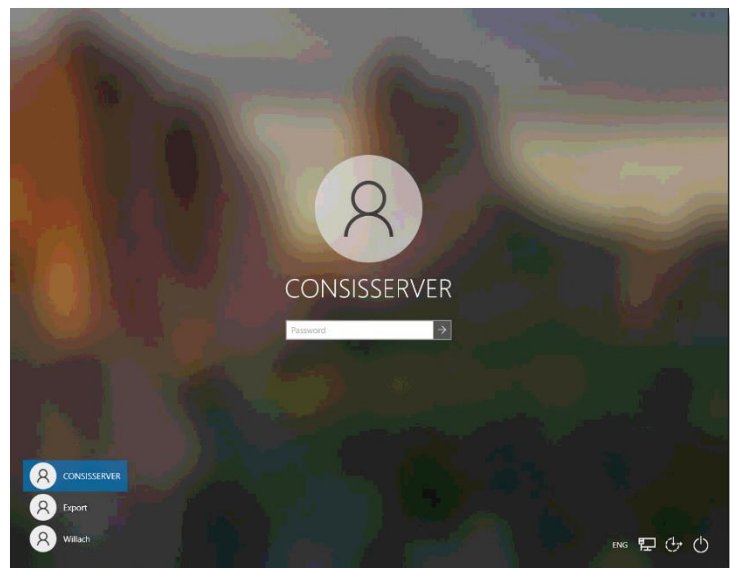 CONSISSERVER
Password
CONSISSERVER
Export
Willach
ENG